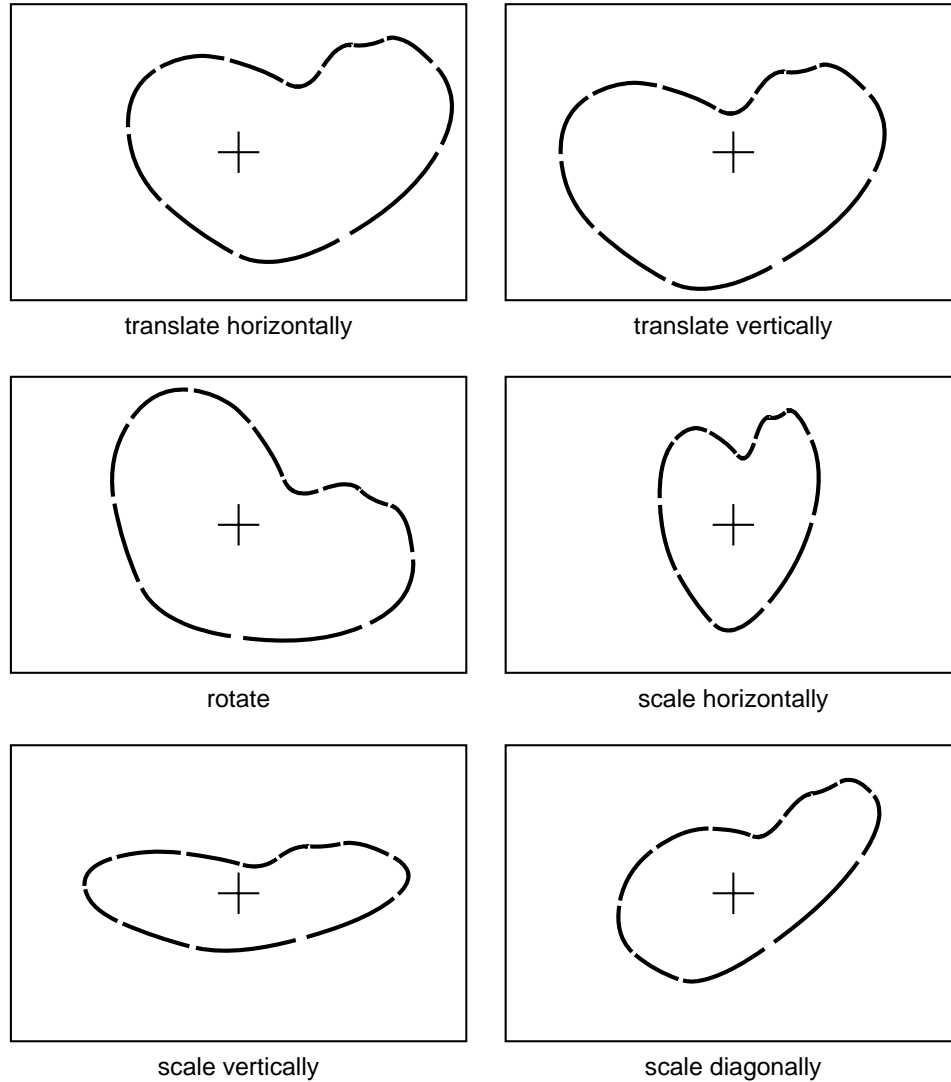 translate horizontally
translate vertically
rotate
scale horizontally
scale vertically
scale diagonally